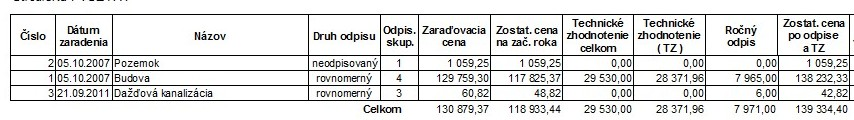 Číslo Dátum zaradenia Názov Druh odpisu Odpis. skup. Zaraďovacia cena Zostat. cena na zač. roka Technické zhodnotenie celkom Technické zhodnotenie ( TZ ) Ročný odpis Zostat. cena po odpise a TZ
2 05.10.2007 Pozemok neodpisovaný 1 1 059,25 1 059,25 0,00 0,00 0,00 1 059,25
1 05.10.2007 Budova rovnomerný 4 129 759,30 117 825,37 29 530,00 28 371,96 7 965,00 138 232,33
3 21.09.2011 Dažďová kanalizácia rovnomerný 3 60,82 48,82 0,00 0,00 6,00 42,82
Celkom 130 879,37 118 933,44 29 530,00 28 371,96 7 971,00 139 334,40